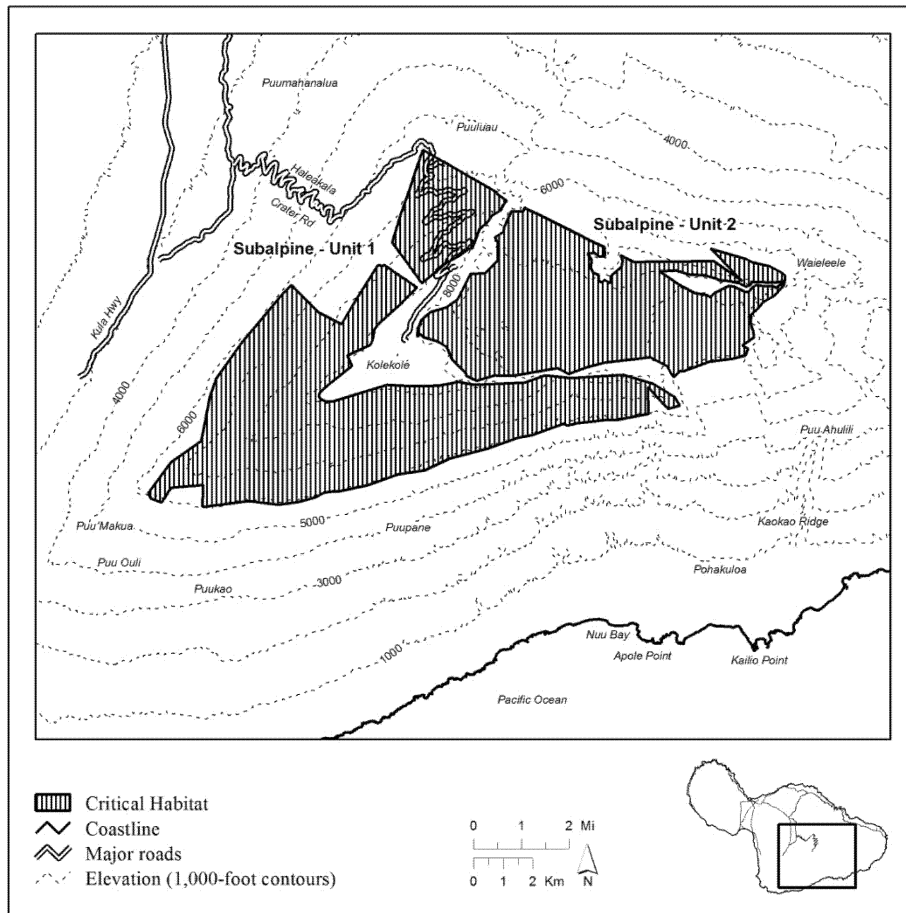 Puumahanalua
Puuluau
4000
Haleakala
Crater Rd
6000
Subalpine - Unit 2
Subalpine - Unit 1
Waieleele
8000
Kula Hwy
Kolekole
4000
6000
Puu Ahulili
Puu Makua
5000
Puupane
Kaokao Ridge
Puu Ouli
3000
Pohakuloa
Puukao
1000
Nuu Bay
Apole Point
Kailio Point
Pacific Ocean
Critical Habitat
Coastline
Major roads
Elevation (1,000-foot contours)
0 1 2 Mi
0 1 2 Km
N